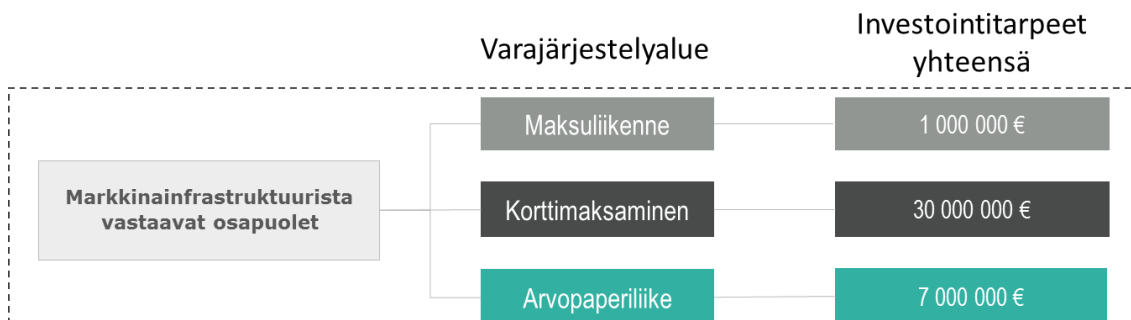 Varajärjestelyalue
Investointitarpeet
yhteensä
Markkinainfrastruktuurista
vastaavat osapuolet
Maksuliikenne
1 000 000 €
Korttimaksaminen
30 000 000 €
Arvopaperiliike
7 000 000 €